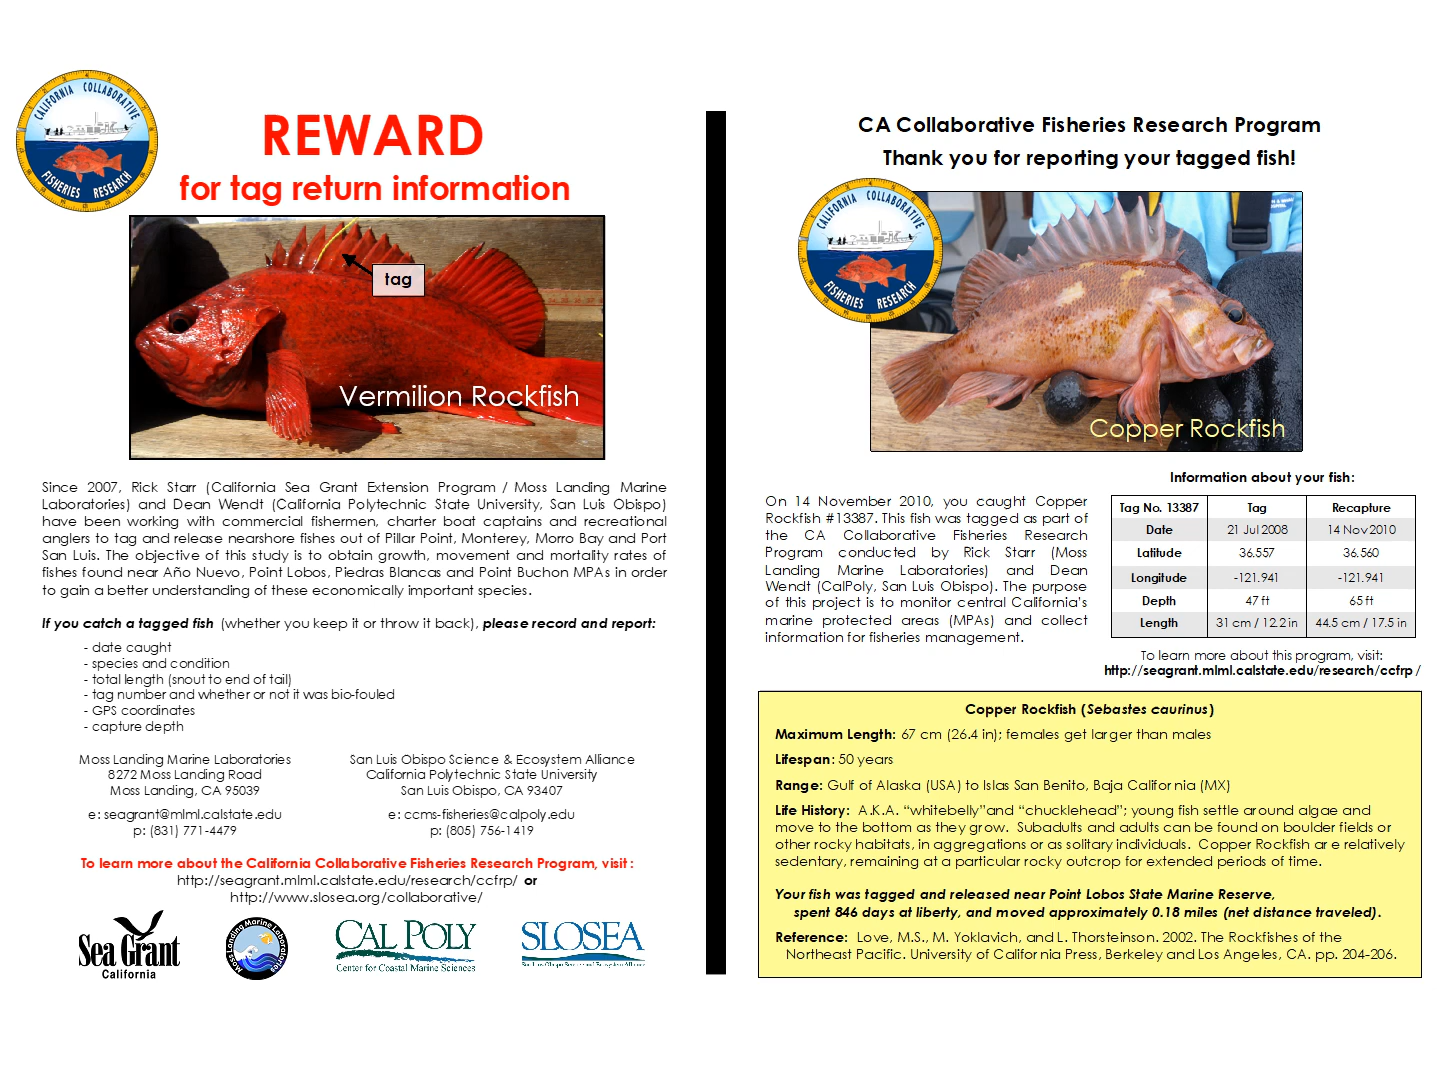 CALIFORNIA COLLABORATIVE
FISHERIES RESEARCH
REWARD
for tag return information
tag
Vermilion Rockfish
Since 2007, Rick Starr (California Sea Grant Extension Program / Moss Landing Marine
Laboratories) and Dean Wendt (California Polytechnic State University, San Luis Obispo)
have been working with commercial fishermen, charter boat captains and recreational
anglers to tag and release nearshore fishes out of Pillar Point, Monterey, Morro Bay and Port
San Luis. The objective of this study is to obtain growth, movement and mortality rates of
fishes found near Año Nuevo, Point Lobos, Piedras Blancas and Point Buchon MPAs in order
to gain a better understanding of these economically important species.
If you catch a tagged fish (whether you keep it or throw it back), please record and report:
- date caught
- species and condition
- total length (snout to end of tail)
- tag number and whether or not it was bio-fouled
- GPS coordinates
- capture depth
Moss Landing Marine Laboratories
8272 Moss Landing Road
Moss Landing, CA 95039
e: seagrant@mlml.calstate.edu
p: (831) 771-4479
San Luis Obispo Science & Ecosystem Alliance
California Polytechnic State University
San Luis Obispo, CA 93407
e: ccms-fisheries@calpoly.edu
p: (805) 756-1419
To learn more about the California Collaborative Fisheries Research Program, visit :
http://seagrant.mlml.calstate.edu/research/ccfrp/ or
http://www.slosea.org/collaborative/
Sea Grant
California
Moss Landing Marine Laboratories
CAL POLY
Center for Coastal Marine Sciences
SLOSEA
San Luis Obispo Science and Ecosystem Alliance
CA Collaborative Fisheries Research Program
Thank you for reporting your tagged fish!
CALIFORNIA COLLABORATIVE
FISHERIES RESEARCH
Copper Rockfish
On 14 November 2010, you caught Copper
Rockfish #13387. This fish was tagged as part of
the CA Collaborative Fisheries Research
Program conducted by Rick Starr (Moss
Landing Marine Laboratories) and Dean
Wendt (CalPoly, San Luis Obispo). The purpose
of this project is to monitor central California's
marine protected areas (MPAs) and collect
information for fisheries management.
Information about your fish:
Tag No. 13387 Tag Recapture
Date 21 Jul 2008 14 Nov 2010
Latitude 36.557 36.560
Longitude -121.941 -121.941
Depth 47 ft 65 ft
Length 31 cm / 12.2 in 44.5 cm / 17.5 in
To learn more about this program, visit:
http://seagrant.mlml.calstate.edu/research/ccfrp /
Copper Rockfish (Sebastes caurinus)
Maximum Length: 67 cm (26.4 in); females get larger than males
Lifespan: 50 years
Range: Gulf of Alaska (USA) to Islas San Benito, Baja California (MX)
Life History: A.K.A. “whitebelly”and “chucklehead”; young fish settle around algae and
move to the bottom as they grow. Subadults and adults can be found on boulder fields or
other rocky habitats, in aggregations or as solitary individuals. Copper Rockfish are relatively
sedentary, remaining at a particular rocky outcrop for extended periods of time.
Your fish was tagged and released near Point Lobos State Marine Reserve,
spent 846 days at liberty, and moved approximately 0.18 miles (net distance traveled).
Reference: Love, M.S., M. Yoklavich, and L. Thorsteinson. 2002. The Rockfishes of the
Northeast Pacific. University of California Press, Berkeley and Los Angeles, CA. pp. 204-206.